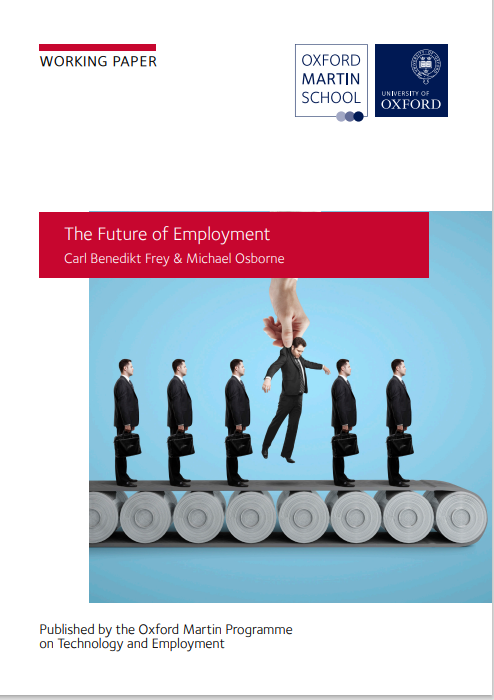 WORKING PAPER
OXFORD
MARTIN
SCHOOL
UNIVERSITY OF
OXFORD
The Future of Employment
Carl Benedikt Frey & Michael Osborne
Published by the Oxford Martin Programme
on Technology and Employment